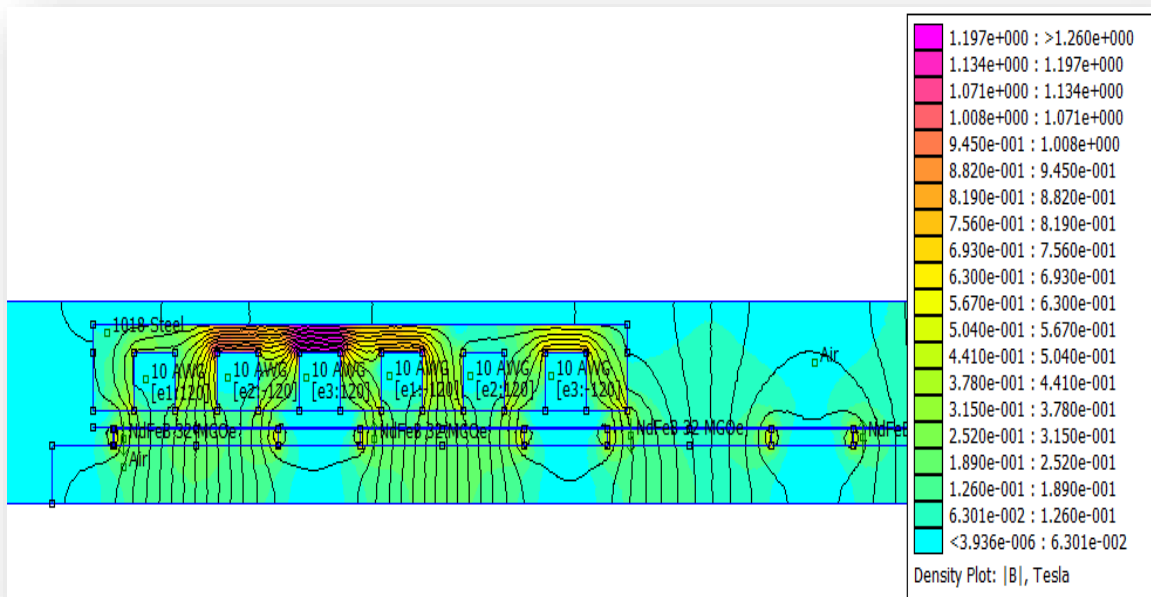 1.197e+000 : >1.260e+000
1.134e+000 : 1.197e+000
1.071e+000 : 1.134e+000
1.008e+000 : 1.071e+000
9.450e-001 : 1.008e+000
8.820e-001 : 9.450e-001
8.190e-001 : 8.820e-001
7.560e-001 : 8.190e-001
6.930e-001 : 7.560e-001
6.300e-001 : 6.930e-001
5.670e-001 : 6.300e-001
5.040e-001 : 5.670e-001
4.410e-001 : 5.040e-001
3.780e-001 : 4.410e-001
3.150e-001 : 3.780e-001
2.520e-001 : 3.150e-001
1.890e-001 : 2.520e-001
1.260e-001 : 1.890e-001
6.301e-002 : 1.260e-001
<3.936e-006 : 6.301e-002
Density Plot: |B|, Tesla
1018 Steel
Air
10 AWG
[e1:120]
10 AWG
[e2:-120]
10 AWG
[e3:120]
10 AWG
[e1:-120]
10 AWG
[e2:120]
10 AWG
[e3:-120]
NdFeB 32 MGOe
NdFeB 32 MGOe
NdFeB 32 MGOe
NdFeB
Air